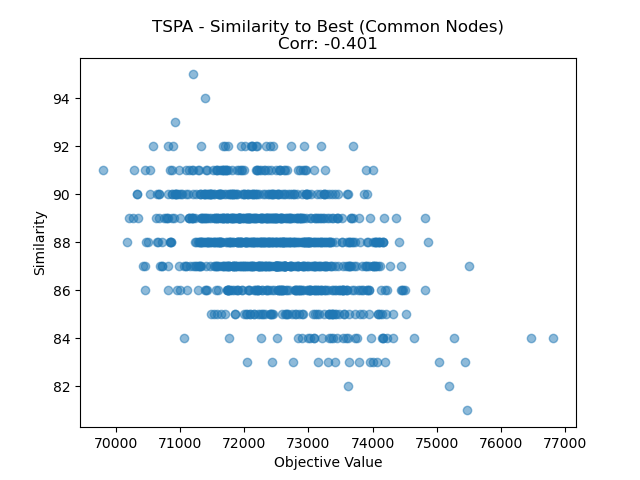 TSPA - Similarity to Best (Common Nodes)
Corr: -0.401
94
92
90
88
86
84
82
Similarity
70000 71000 72000 73000 74000 75000 76000 77000
Objective Value